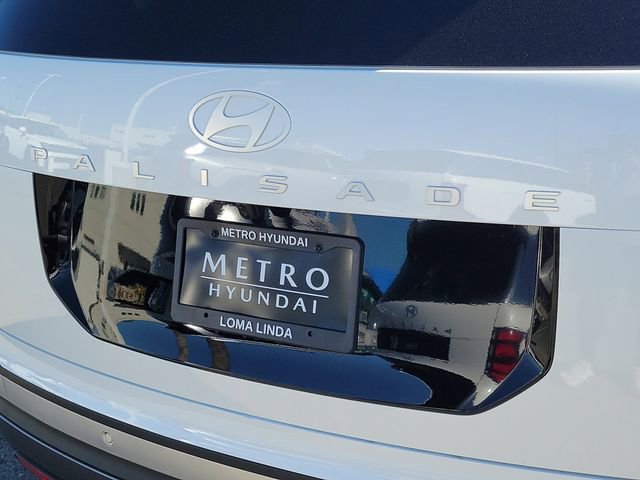 PALISADE
METRO HYUNDAI
METRO
HYUNDAI
LOMA LINDA